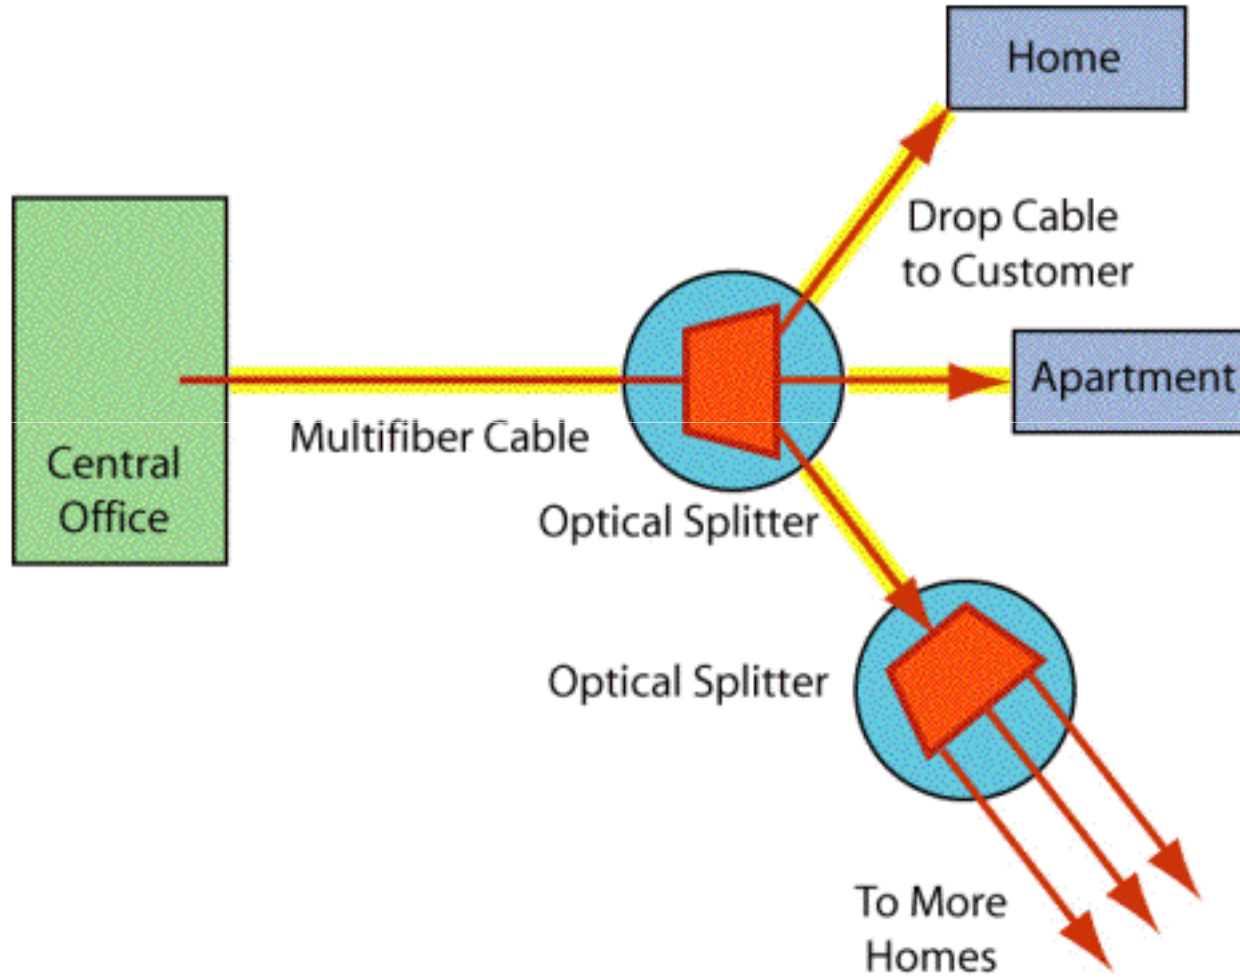 Home
Drop Cable
to Customer
Apartment
Multifiber Cable
Central
Office
Optical Splitter
Optical Splitter
To More
Homes